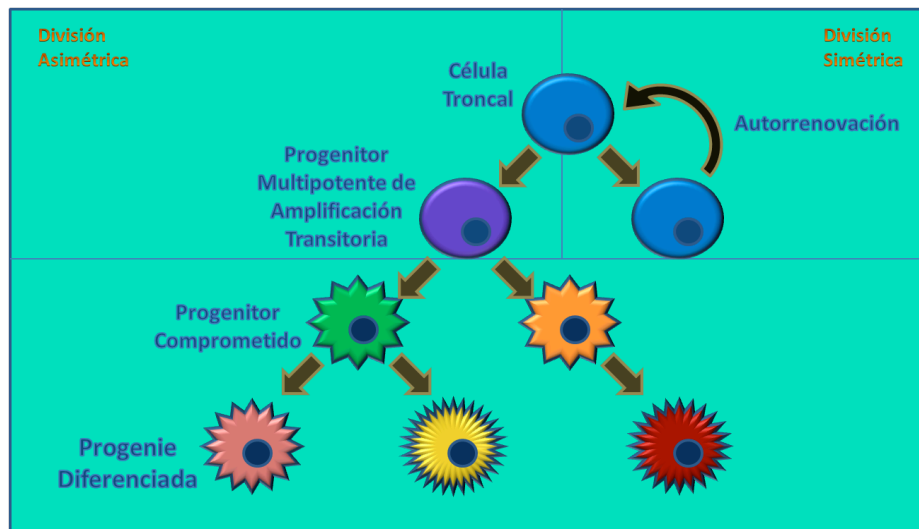 División
Asimétrica
División
Simétrica
Célula
Troncal
Autorrenovación
Progenitor
Multipotente de
Amplificación
Transitoria
Progenitor
Comprometido
Progenie
Diferenciada